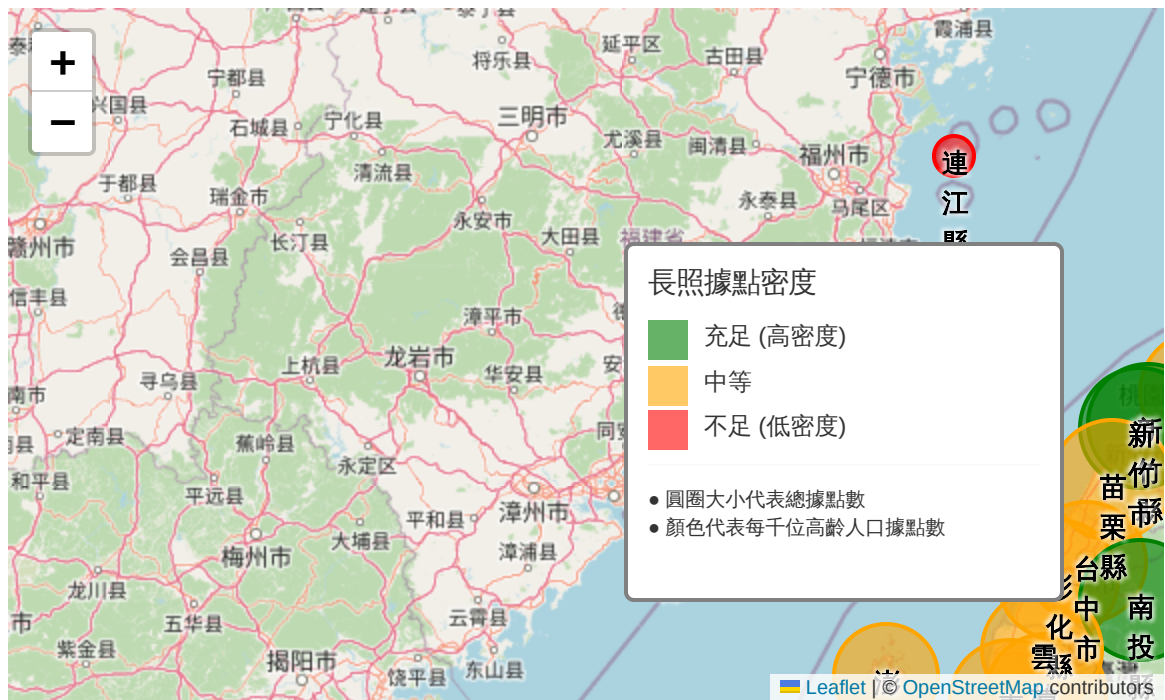 霞浦县
+
延平区
古田县
将乐县
宁都县
宁德市
−
兴国县
石城县
宁化县
三明市
尤溪县
闽清县
福州市
連
江
縣
清流县
于都县
瑞金市
永泰县
马尾区
永安市
大田县
福建省
长汀县
赣州市
会昌县
信丰县
長照據點密度
充足 (高密度)
中等
不足 (低密度)
● 圓圈大小代表總據點數
● 顏色代表每千位高齡人口據點數
漳平市
上杭县
龙岩市
华安县
寻乌县
定南县
蕉岭县
永定区
和平县
平远县
平和县
漳州市
梅州市
大埔县
漳浦县
龙川县
五华县
云霄县
紫金县
揭阳市
饶平县
东山县
新
竹
縣
市
苗
栗
縣
台
中
市
南
投
化
縣
雲
Leaflet | © OpenStreetMap contributors